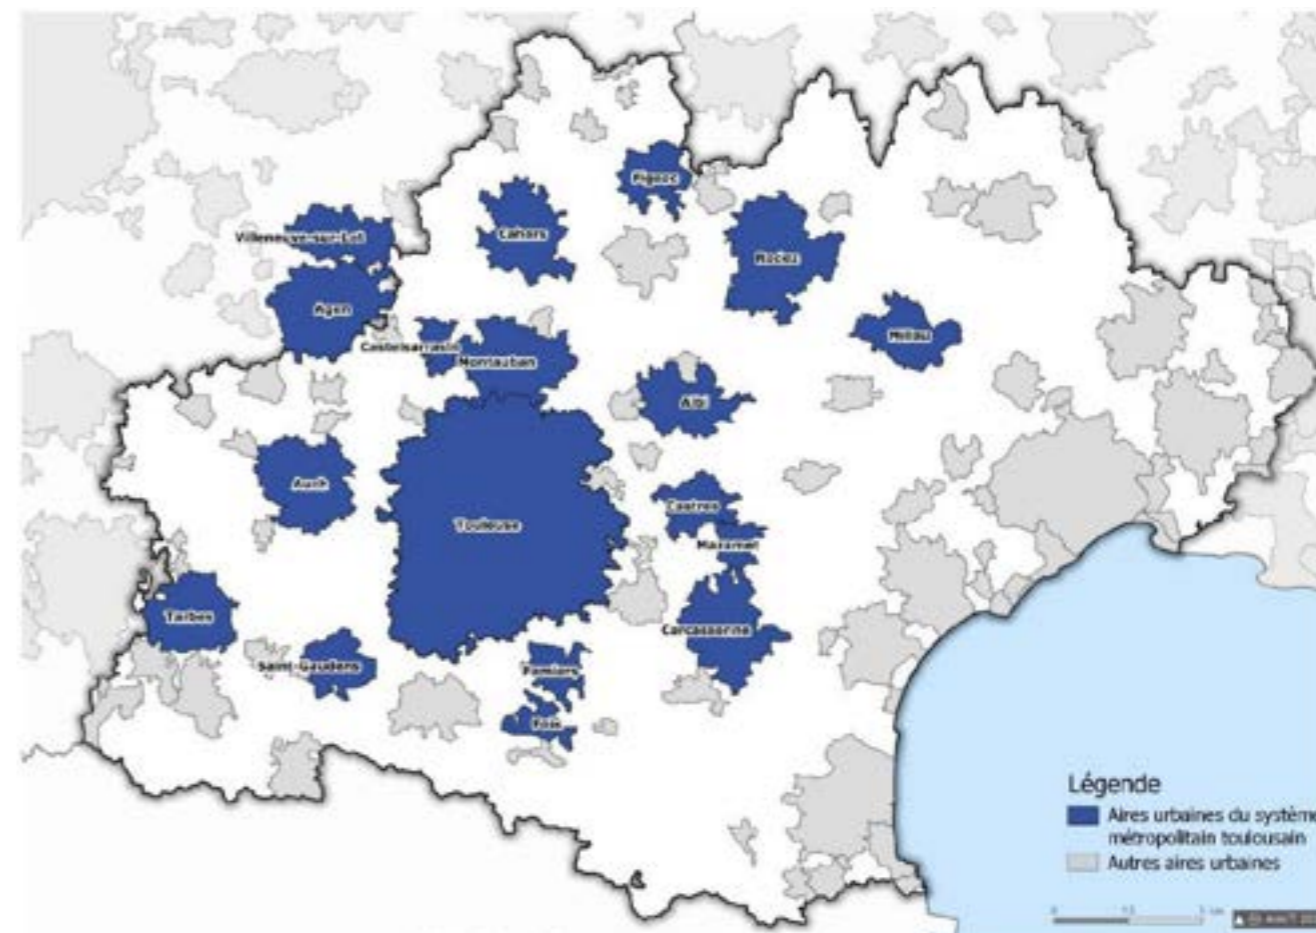 Figeac
Cahors
Villeneuve-sur-Lot
Rodez
Agen
Millau
Castelsarrasin
Montauban
Albi
Auch
Castres
Toulouse
Mazamet
Tarbes
Carcassonne
Saint-Gaudens
Pamiers
Foix
Légende
Aires urbaines du système
métropolitain toulousain
Autres aires urbaines